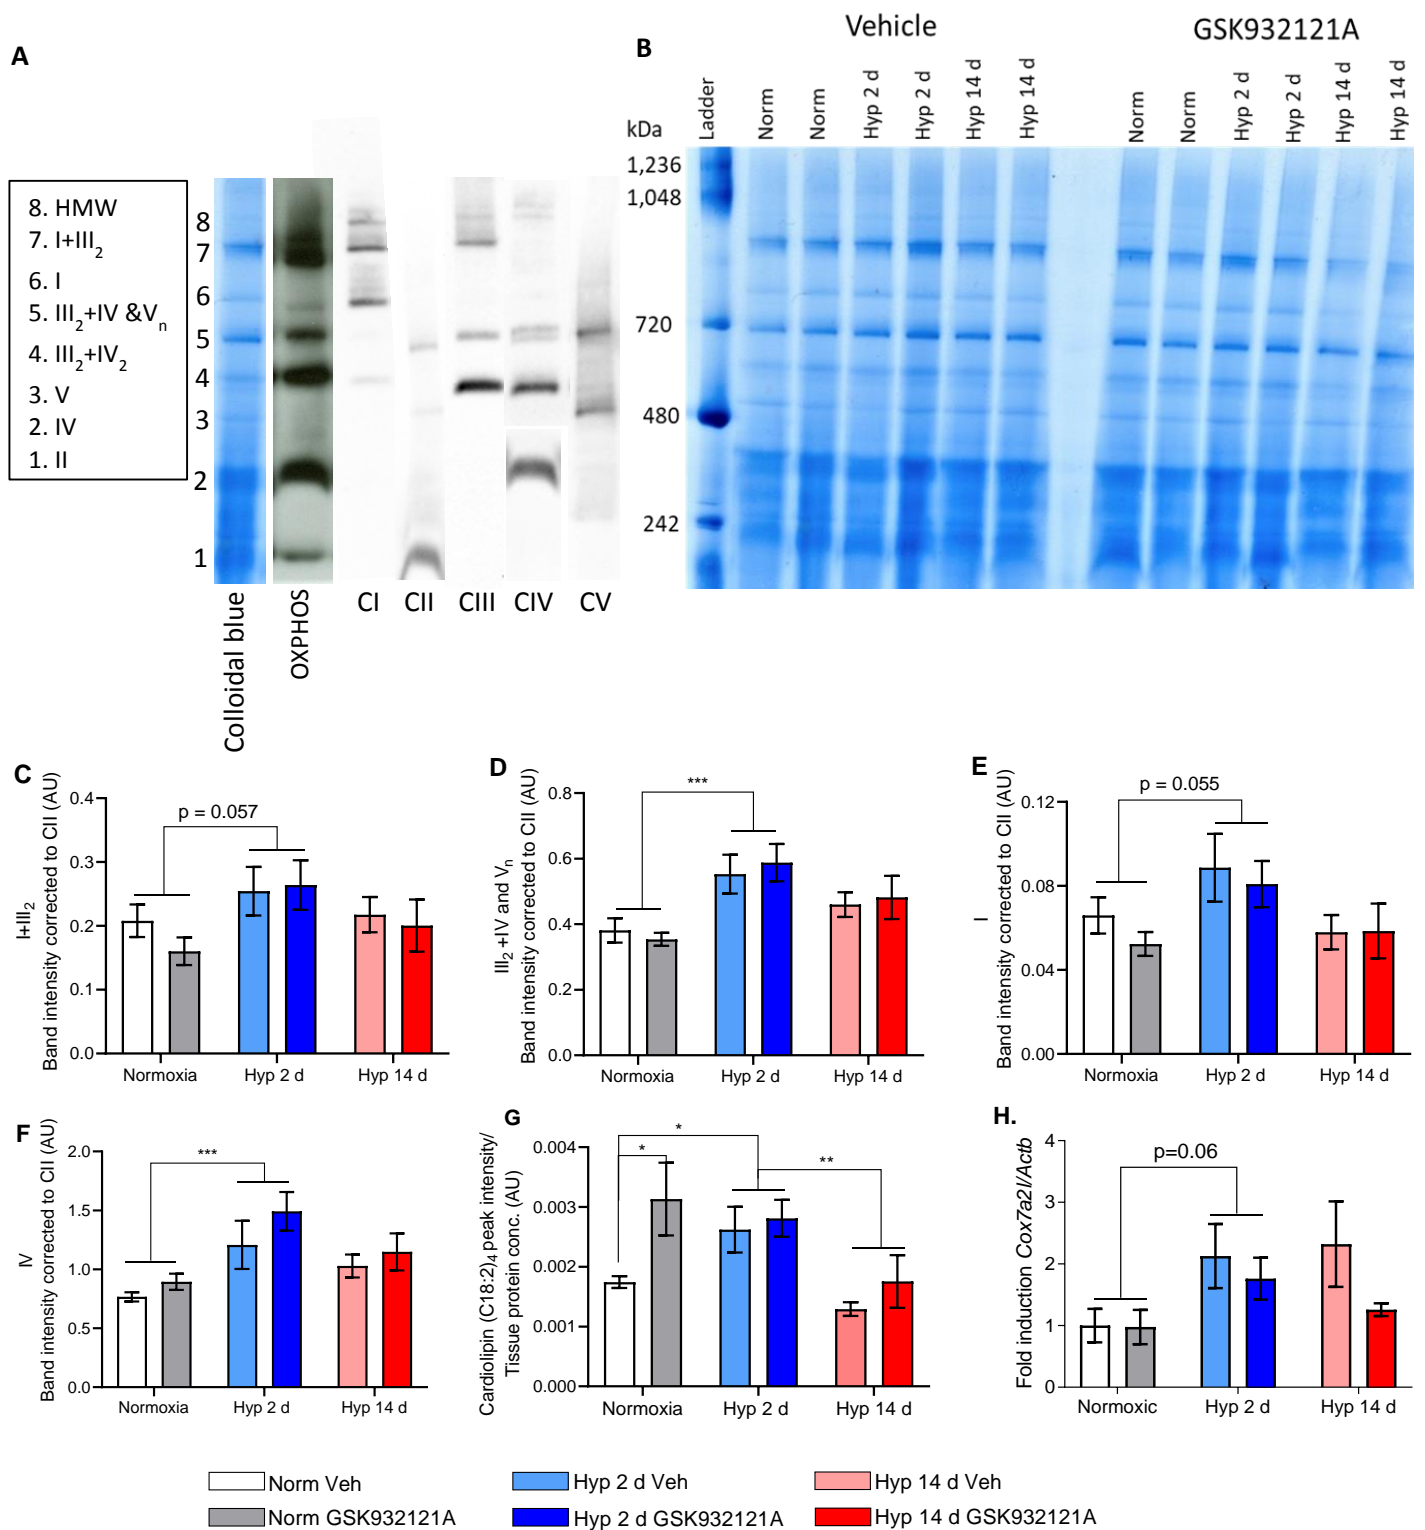 A
8. HMW
7. I+III2
6. I
5. III2+IV &Vn
4. III2+IV2
3. V
2. IV
1. II
8
7
6
5
4
3
2
1
Colloidal blue
OXPHOS
CI
CII
CIII
CIV
CV
B
Vehicle
GSK932121A
kDa
Ladder
Norm
Norm
Hyp 2 d
Hyp 2 d
Hyp 14 d
Hyp 14 d
Norm
Norm
Hyp 2 d
Hyp 2 d
Hyp 14 d
Hyp 14 d
1,236
1,048
720
480
242
C
I+III2
Band intensity corrected to CII (AU)
0.4
0.3
0.2
0.1
0.0
p = 0.057
Normoxia
Hyp 2 d
Hyp 14 d
D
III2+IV and Vn
Band intensity corrected to CII (AU)
0.8
0.6
0.4
0.2
0.0
***
Normoxia
Hyp 2 d
Hyp 14 d
E
I
Band intensity corrected to CII (AU)
0.12
0.08
0.04
0.00
p = 0.055
Normoxia
Hyp 2 d
Hyp 14 d
F
IV
Band intensity corrected to CII (AU)
2.0
1.5
1.0
0.5
0.0
***
Normoxia
Hyp 2 d
Hyp 14 d
G
Cardiolipin (C18:2)4 peak intensity/
Tissue protein conc. (AU)
0.004
0.003
0.002
0.001
0.000
*
*
**
Normoxia
Hyp 2 d
Hyp 14 d
H.
Fold induction Cox7a2l/Actb
4
3
2
1
0
p=0.06
Normoxic
Hyp 2 d
Hyp 14 d
Norm Veh
Hyp 2 d Veh
Hyp 14 d Veh
Norm GSK932121A
Hyp 2 d GSK932121A
Hyp 14 d GSK932121A